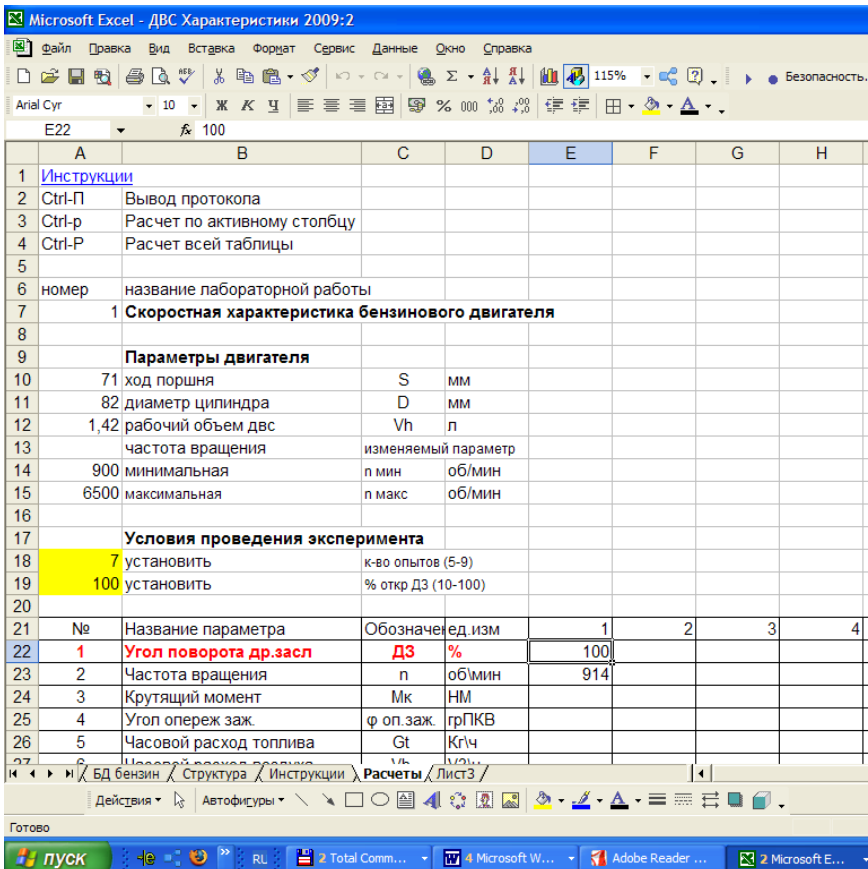 Microsoft Excel - ДВС Характеристики 2009:2
Файл Правка Вид Вставка Формат Сервис Данные Окно Справка
115% Безопасность.
Arial Cyr 10 Ж К Ч % 000
E22 fx 100
A B C D E F G H
1 Инструкции
2 Ctrl-П Вывод протокола
3 Ctrl-р Расчет по активному столбцу
4 Ctrl-Р Расчет всей таблицы
5
6 номер название лабораторной работы
7 1 Скоростная характеристика бензинового двигателя
8
9 Параметры двигателя
10 71 ход поршня S мм
11 82 диаметр цилиндра D мм
12 1,42 рабочий объем двс Vh л
13 частота вращения изменяемый параметр
14 900 минимальная n мин об/мин
15 6500 максимальная n макс об/мин
16
17 Условия проведения эксперимента
18 7 установить к-во опытов (5-9)
19 100 установить % откр ДЗ (10-100)
20
21 № Название параметра Обозначен ед.изм 1 2 3 4
22 1 Угол поворота др.засл ДЗ % 100
23 2 Частота вращения n об\мин 914
24 3 Крутящий момент Мк НМ
25 4 Угол опереж заж. φ оп.заж. грПКВ
26 5 Часовой расход топлива Gt Кг\ч
БД бензин Структура Инструкции Расчеты Лист3
Действия Автофигуры
Готово
пуск RL 2 Total Comm... 4 Microsoft W... Adobe Reader ... 2 Microsoft E...